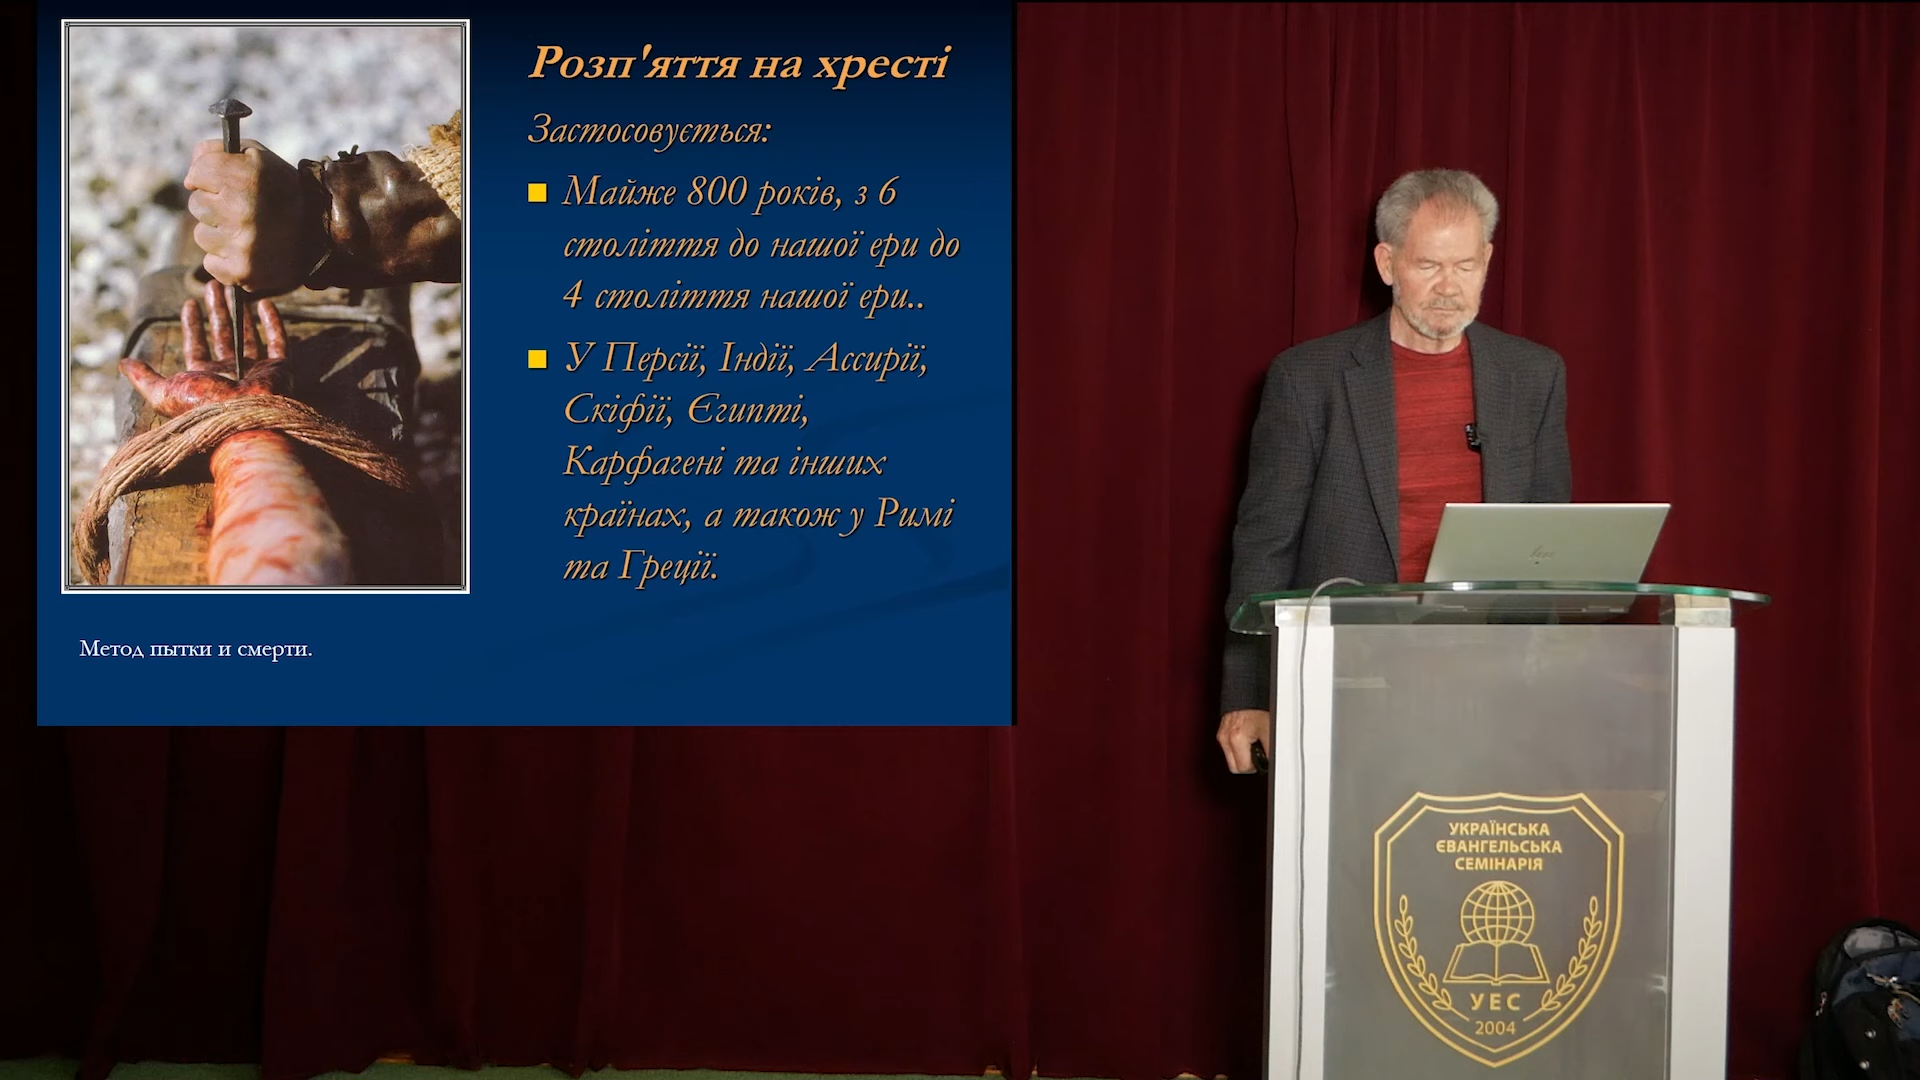 Розп'яття на хресті
Застосовується:
Майже 800 років, з 6
століття до нашої ери до
4 століття нашої ери..
У Персії, Індії, Ассирії,
Скіфії, Єгипті,
Карфагені та інших
країнах, а також у Римі
та Греції.
Метод пытки и смерти.
УКРАЇНСЬКА
ЄВАНГЕЛЬСЬКА
СЕМІНАРІЯ
УЕС
2004